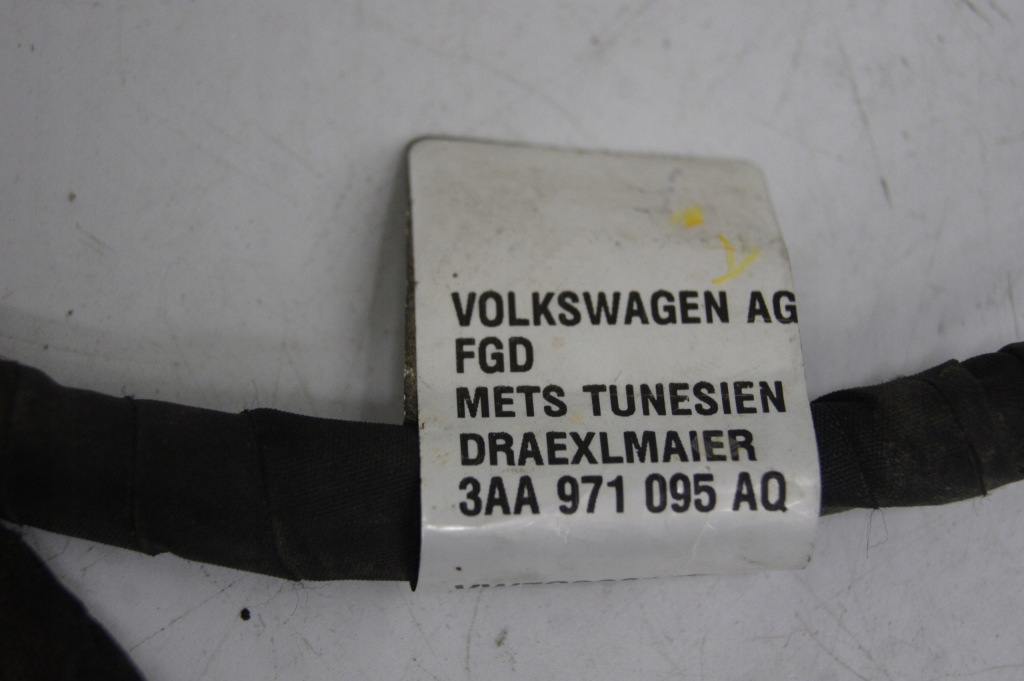 VOLKSWAGEN AG
FGD
METS TUNESIEN
DRAEXLMAIER
3AA 971 095 AQ